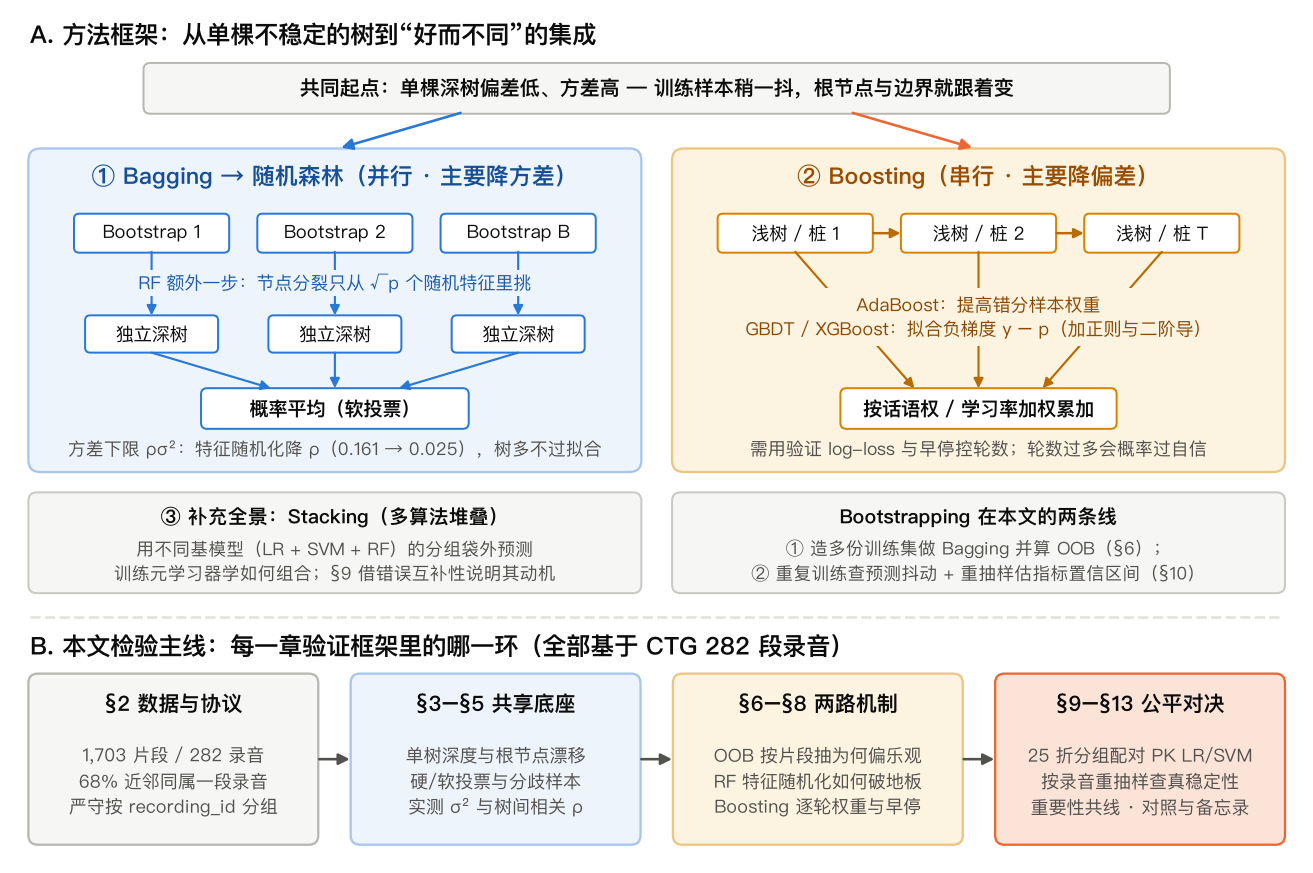 A. 方法框架：从单棵不稳定的树到“好而不同”的集成
共同起点：单棵深树偏差低、方差高 — 训练样本稍一抖，根节点与边界就跟着变
① Bagging → 随机森林（并行 · 主要降方差）
Bootstrap 1
Bootstrap 2
Bootstrap B
RF 额外一步：节点分裂只从 √p 个随机特征里挑
独立深树
独立深树
独立深树
概率平均（软投票）
方差下限 ρσ²：特征随机化降 ρ（0.161 → 0.025），树多不过拟合
② Boosting（串行 · 主要降偏差）
浅树 / 桩 1
浅树 / 桩 2
浅树 / 桩 T
AdaBoost：提高错分样本权重
GBDT / XGBoost：拟合负梯度 y − p（加正则与二阶导）
按话语权 / 学习率加权累加
需用验证 log-loss 与早停控轮数；轮数过多会概率过自信
③ 补充全景：Stacking（多算法堆叠）
用不同基模型（LR + SVM + RF）的分组袋外预测
训练元学习器学如何组合；§9 借错误互补性说明其动机
Bootstrapping 在本文的两条线
① 造多份训练集做 Bagging 并算 OOB（§6）；
② 重复训练查预测抖动 + 重抽样估指标置信区间（§10）
B. 本文检验主线：每一章验证框架里的哪一环（全部基于 CTG 282 段录音）
§2 数据与协议
1,703 片段 / 282 录音
68% 近邻同属一段录音
严守按 recording_id 分组
§3–§5 共享底座
单树深度与根节点漂移
硬/软投票与分歧样本
实测 σ² 与树间相关 ρ
§6–§8 两路机制
OOB 按片段抽为何偏乐观
RF 特征随机化如何破地板
Boosting 逐轮权重与早停
§9–§13 公平对决
25 折分组配对 PK LR/SVM
按录音重抽样查真稳定性
重要性共线 · 对照与备忘录